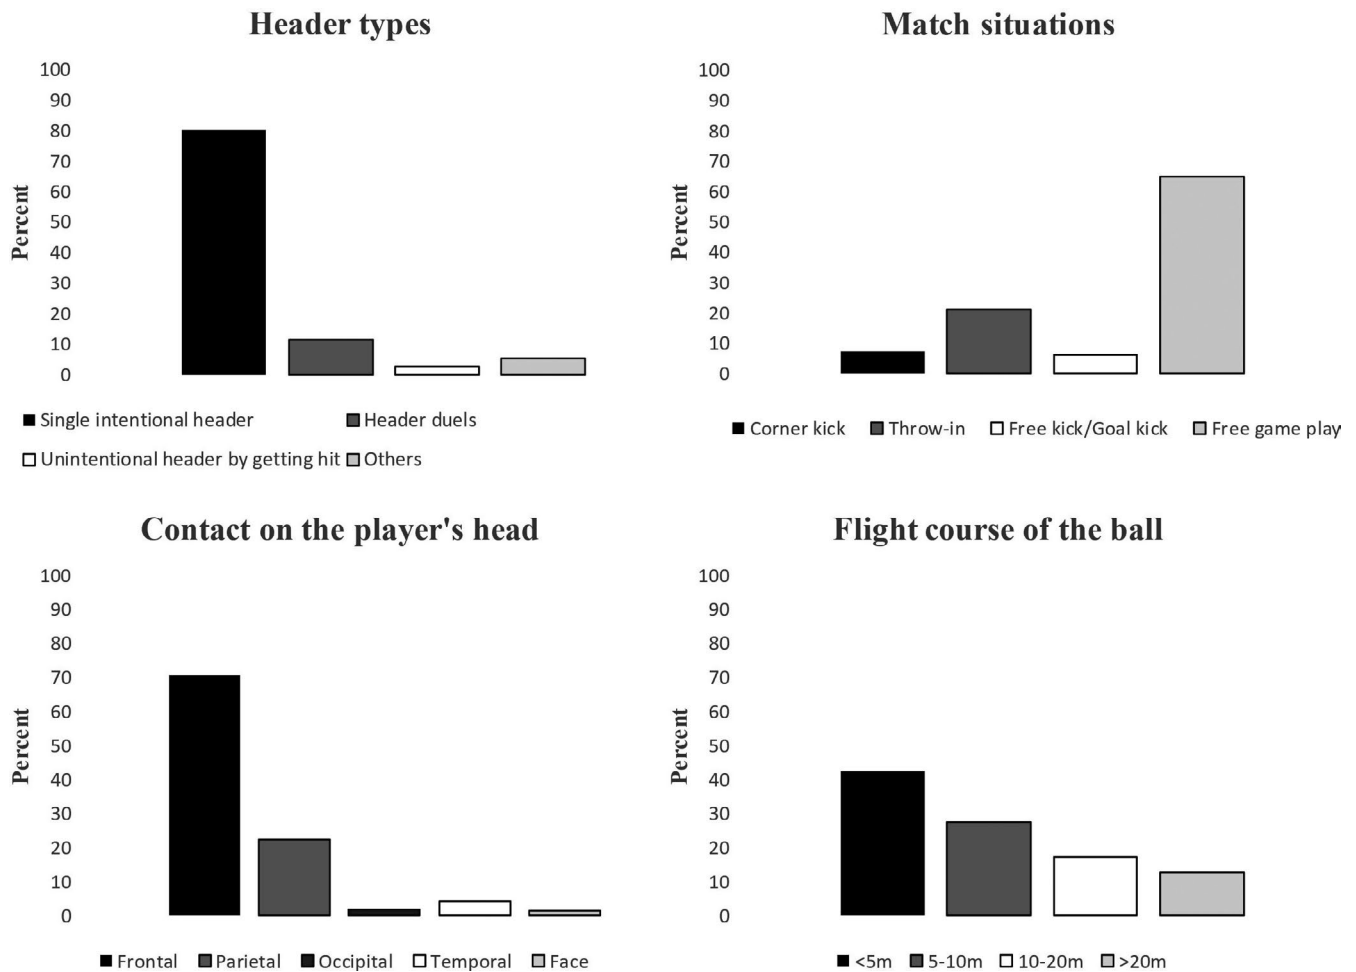 Header types
100
90
80
70
60
50
40
30
20
10
0
Percent
Single intentional header
Header duels
Unintentional header by getting hit
Others
Match situations
100
90
80
70
60
50
40
30
20
10
0
Percent
Corner kick
Throw-in
Free kick/Goal kick
Free game play
Contact on the player's head
100
90
80
70
60
50
40
30
20
10
0
Percent
Frontal
Parietal
Occipital
Temporal
Face
Flight course of the ball
100
90
80
70
60
50
40
30
20
10
0
Percent
<5m
5-10m
10-20m
>20m